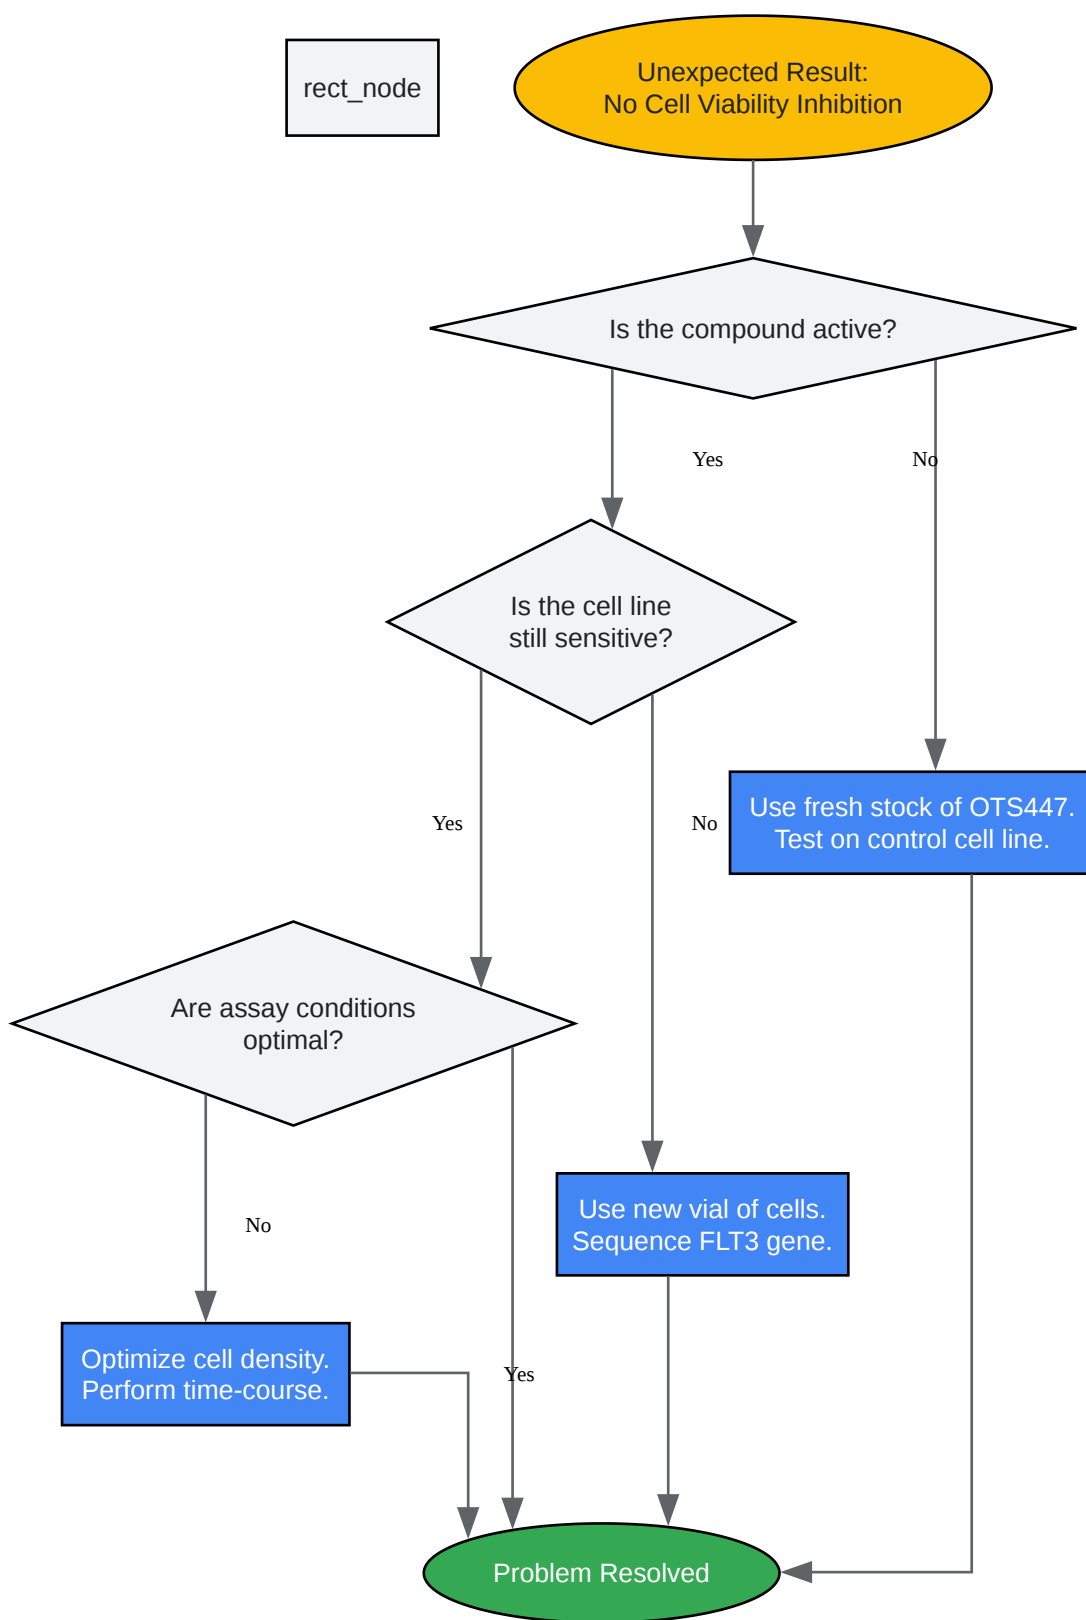 rect_node
Unexpected Result:
No Cell Viability Inhibition
Is the compound active?
Yes
No
Is the cell line
still sensitive?
Yes
No
Use fresh stock of OTS447.
Test on control cell line.
Are assay conditions
optimal?
No
Use new vial of cells.
Sequence FLT3 gene.
Optimize cell density.
Perform time-course.
Yes
Problem Resolved